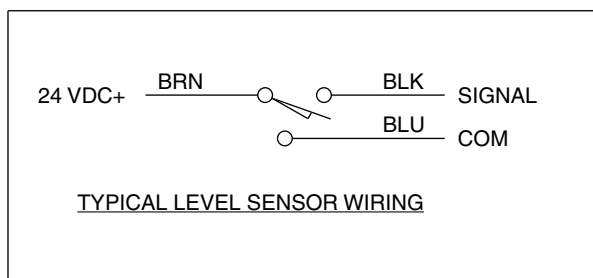 24 VDC+ BRN BLK SIGNAL
BLU COM
TYPICAL LEVEL SENSOR WIRING